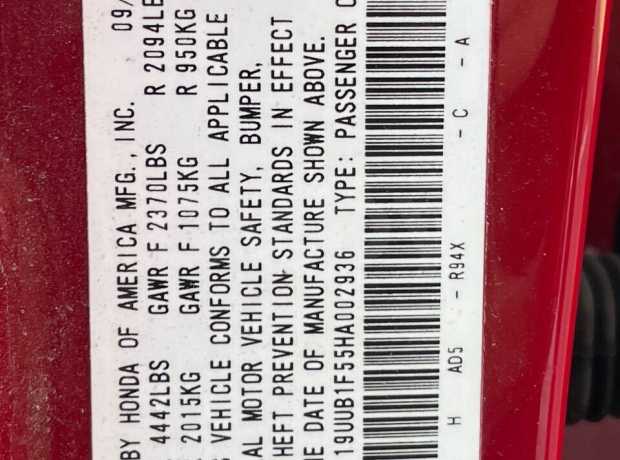 BY HONDA OF AMERICA MFG., INC. 09/
4442LBS GAWR F 2370LBS R 2094LB
2015KG GAWR F 1075KG R 950KG
VEHICLE CONFORMS TO ALL APPLICABLE
AL MOTOR VEHICLE SAFETY, BUMPER,
HEFT PREVENTION STANDARDS IN EFFECT
E DATE OF MANUFACTURE SHOWN ABOVE.
19UUB1F55HA002936 TYPE: PASSENGER C
H AD5 - R94X - C - A